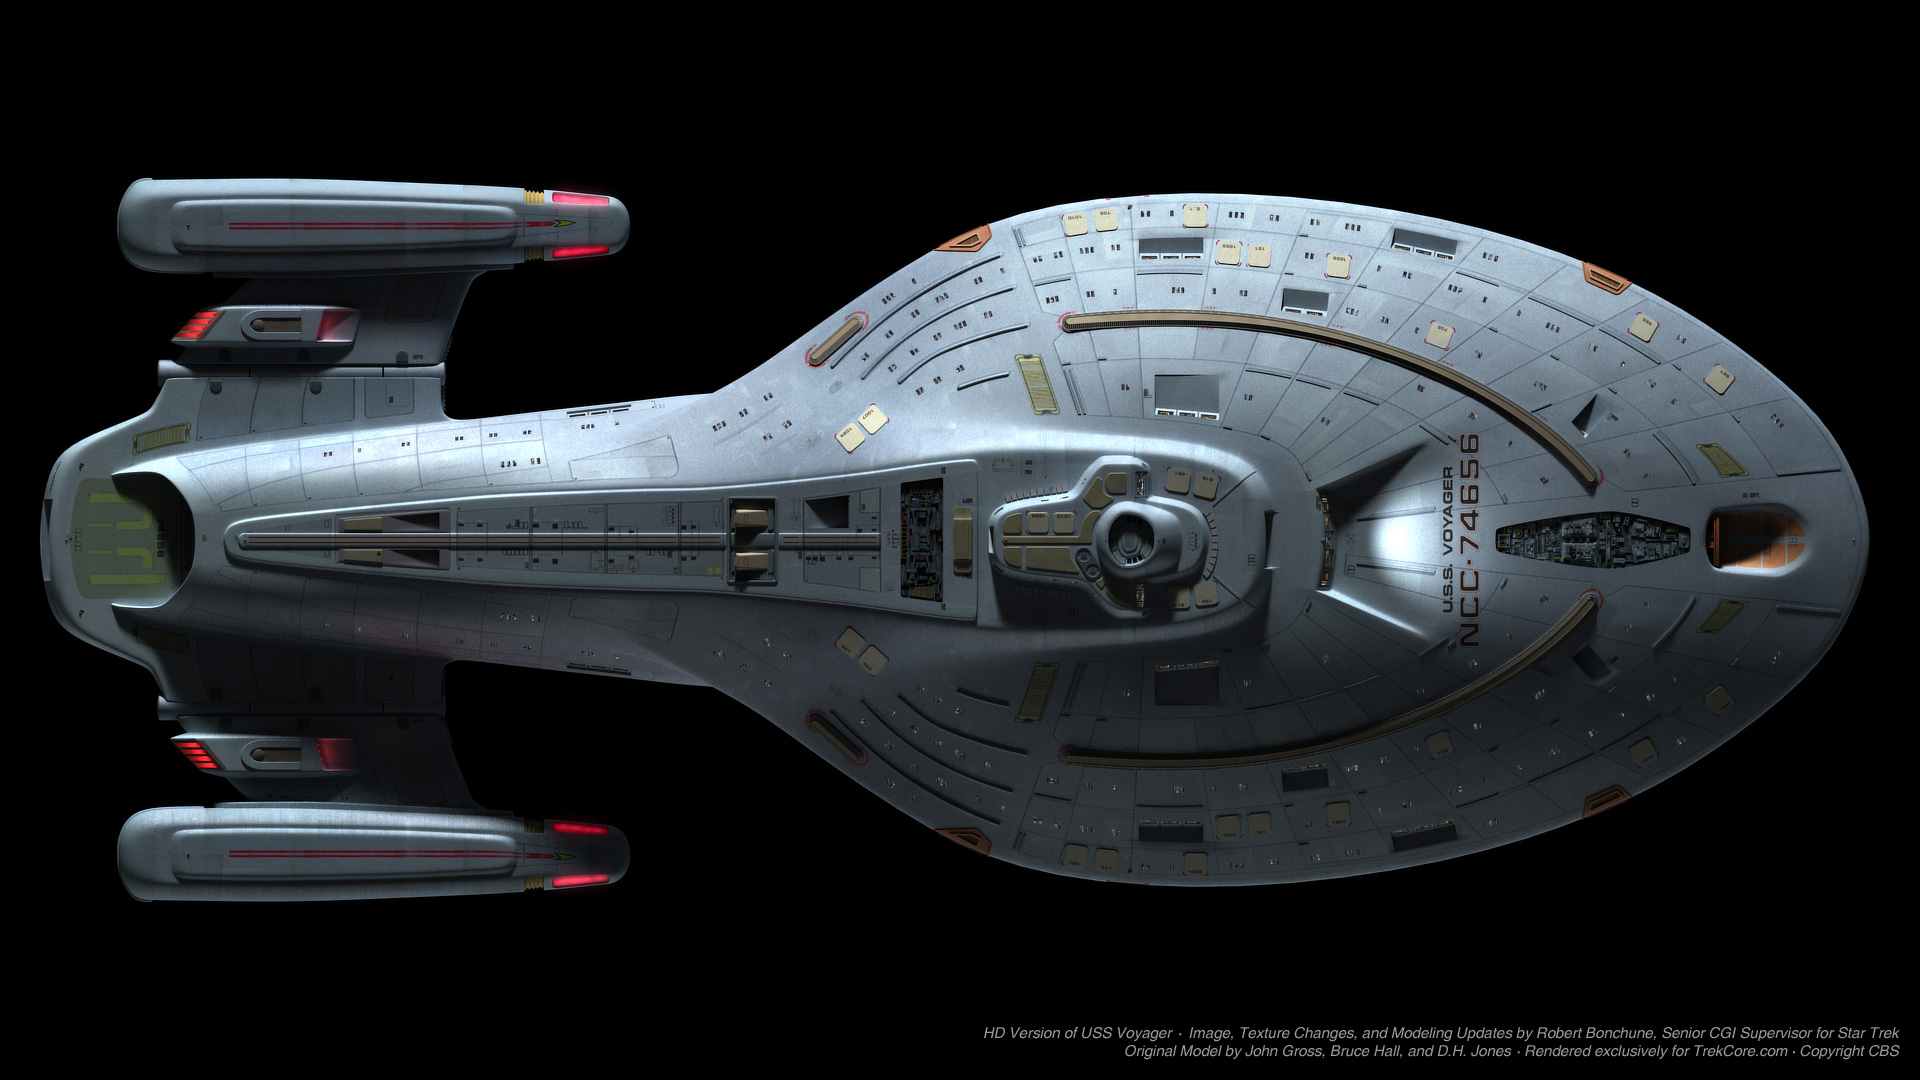 U.S.S. VOYAGER
NCC-74656
HD Version of USS Voyager · Image, Texture Changes, and Modeling Updates by Robert Bonchune, Senior CGI Supervisor for Star Trek
Original Model by John Gross, Bruce Hall, and D.H. Jones · Rendered exclusively for TrekCore.com · Copyright CBS